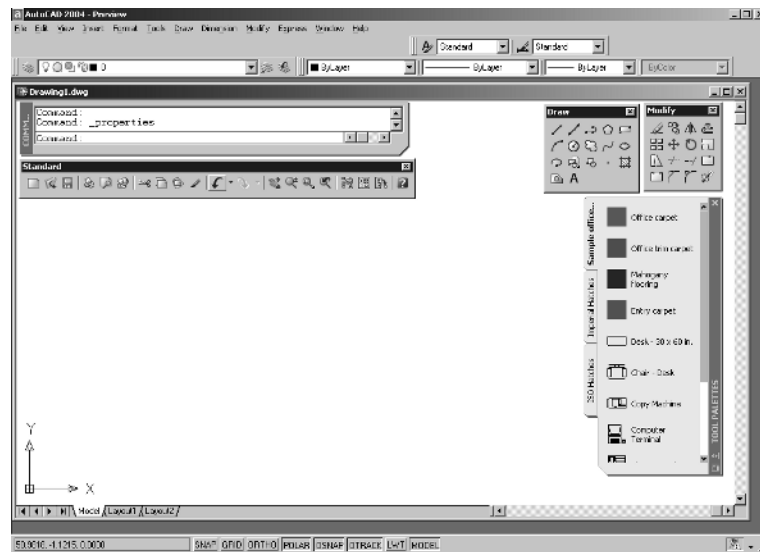 AutoCAD 2004 - Preview
File Edit View Insert Format Tools Draw Dimension Modify Express Window Help
Standard Standard
0 ByLayer ByLayer ByLayer ByColor
Drawing1.dwg
COMM...
Command:
Command: _properties
Command:
Standard
Draw
Modify
A
Sample office...
Imperial Hatches
ISO Hatches
Office carpet
Office trim carpet
Mahogany
flooring
Entry carpet
Desk - 30 x 60 in.
Chair - Desk
Copy Machine
Computer
Terminal
TOOL PALETTES
Y
X
Model Layout1 Layout2
SNAP GRID ORTHO POLAR OSNAP OTRACK LWT MODEL